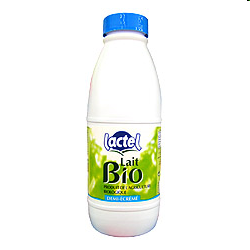 lactel
Lait
Bio
PRODUIT DE L'AGRICULTURE
BIOLOGIQUE
DEMI-ÉCRÉMÉ